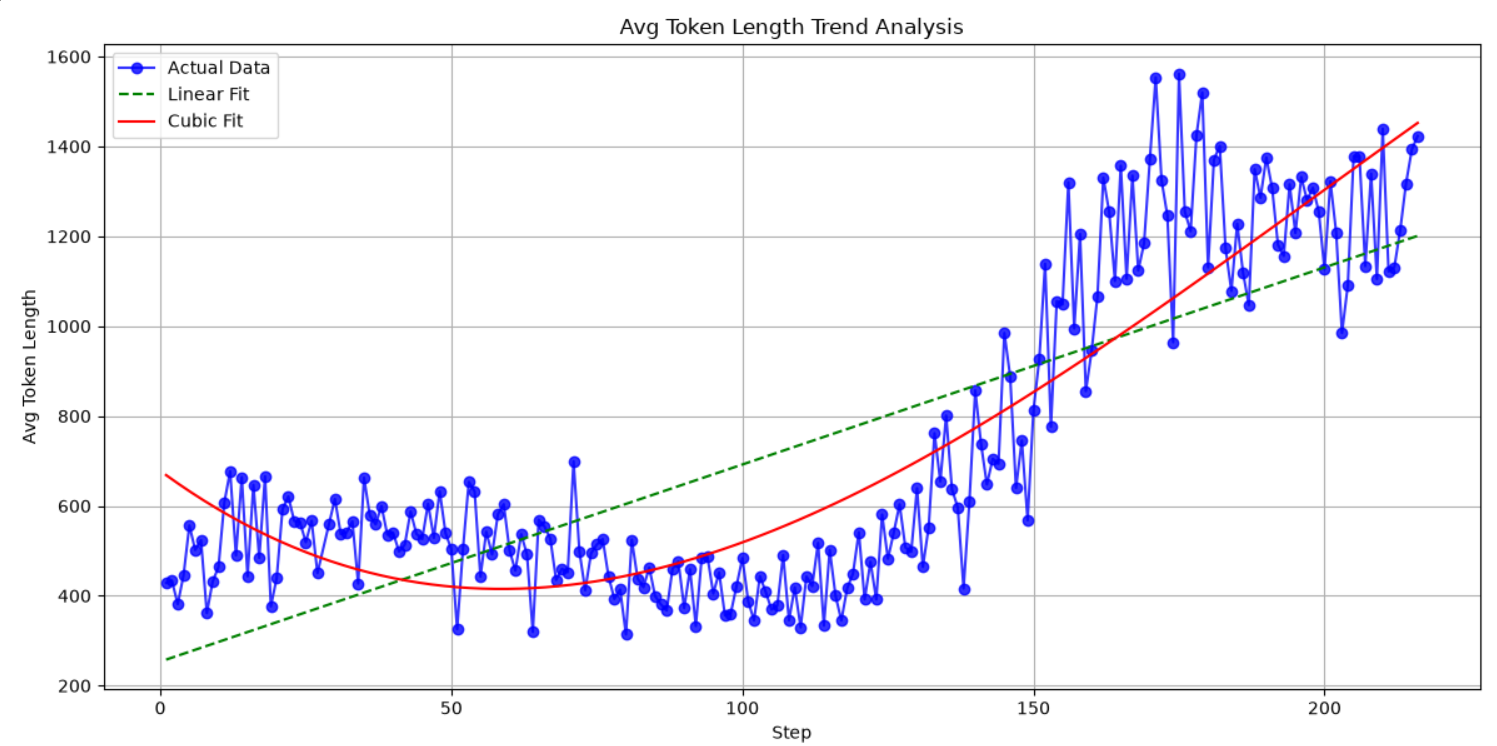 Avg Token Length Trend Analysis
Actual Data
Linear Fit
Cubic Fit
1600
1400
1200
1000
800
600
400
200
Avg Token Length
0 50 100 150 200
Step